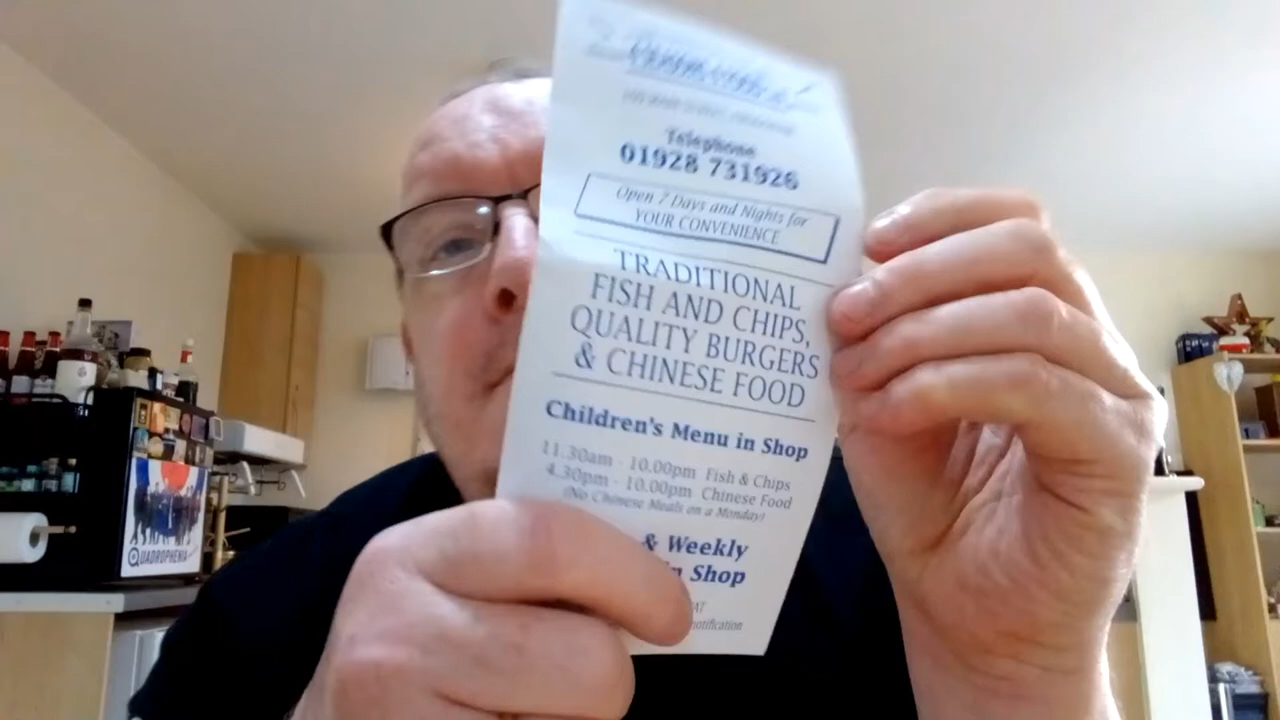 Telephone
01928 731926
Open 7 Days and Nights for
YOUR CONVENIENCE
TRADITIONAL
FISH AND CHIPS,
QUALITY BURGERS
& CHINESE FOOD
Children's Menu in Shop
11.30am - 10.00pm Fish & Chips
4.30pm - 10.00pm Chinese Food
(No Chinese Meals on a Monday)
& Weekly
Shop
notification
QUADROPHENIA